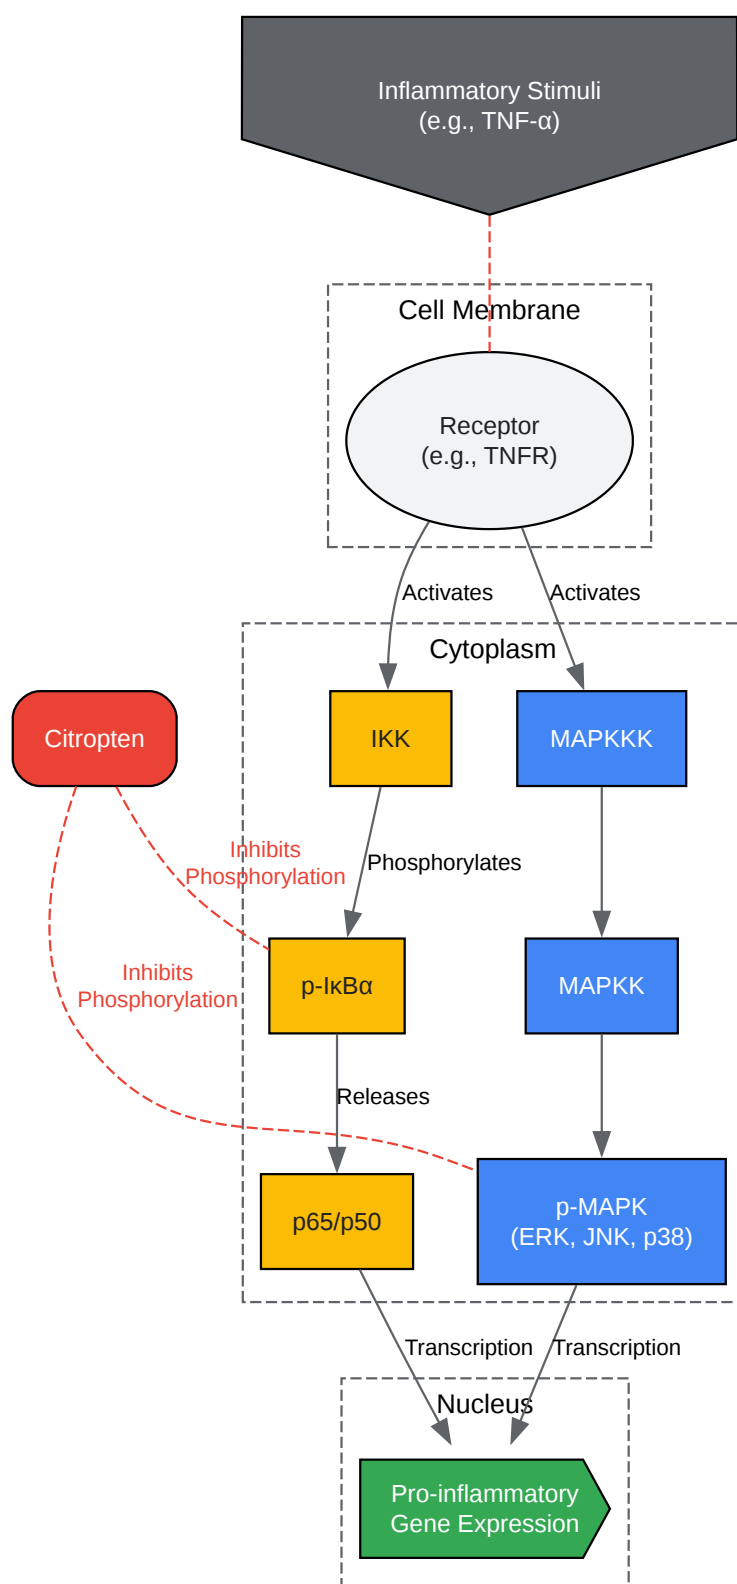 Inflammatory Stimuli
(e.g., TNF-α)
Cell Membrane
Receptor
(e.g., TNFR)
Activates
Activates
Cytoplasm
Citropten
IKK
MAPKKK
Inhibits
Phosphorylation
Phosphorylates
Inhibits
Phosphorylation
p-IκBα
MAPKK
Releases
p65/p50
p-MAPK
(ERK, JNK, p38)
Transcription
Transcription
Nucleus
Pro-inflammatory
Gene Expression